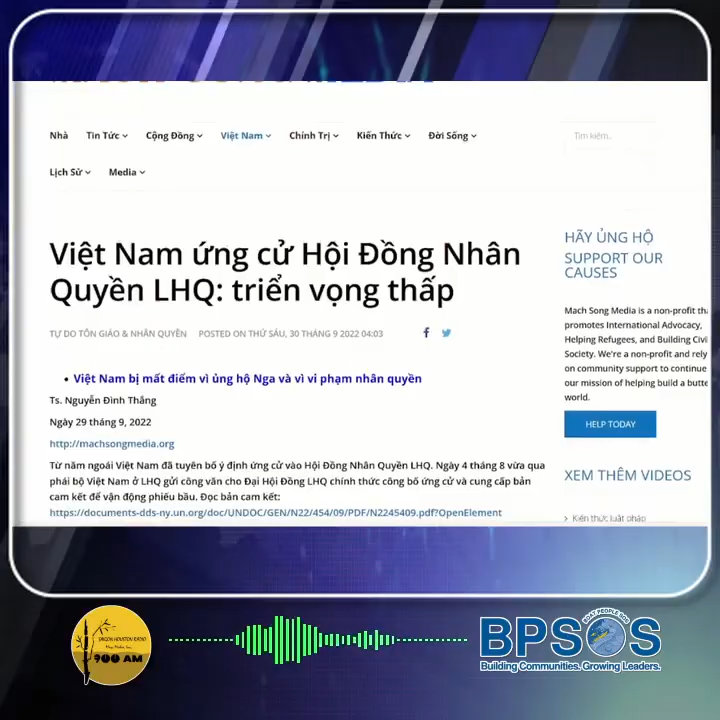 Nhà Tin Tức Cộng Đồng Việt Nam Chính Trị Kiến Thức Đời Sống
Tìm kiếm..
Lịch Sử Media
Việt Nam ứng cử Hội Đồng Nhân
Quyền LHQ: triển vọng thấp
TỰ DO TÔN GIÁO & NHÂN QUYỀN POSTED ON THỨ SÁU, 30 THÁNG 9 2022 04:03
• Việt Nam bị mất điểm vì ủng hộ Nga và vì vi phạm nhân quyền
Ts. Nguyễn Đình Thắng
Ngày 29 tháng 9, 2022
http://machsongmedia.org
Từ năm ngoái Việt Nam đã tuyên bố ý định ứng cử vào Hội Đồng Nhân Quyền LHQ. Ngày 4 tháng 8 vừa qua
phái bộ Việt Nam ở LHQ gửi công văn cho Đại Hội Đồng LHQ chính thức công bố ứng cử và cung cấp bản
cam kết để vận động phiếu bầu. Đọc bản cam kết:
https://documents-dds-ny.un.org/doc/UNDOC/GEN/N22/454/09/PDF/N2245409.pdf?OpenElement
HÃY ỦNG HỘ
SUPPORT OUR
CAUSES
Mach Song Media is a non-profit tha
promotes International Advocacy,
Helping Refugees, and Building Civi
Society. We're a non-profit and rely
on community support to continue
our mission of helping build a butte
world.
HELP TODAY
XEM THÊM VIDEOS
Kiến thức luật pháp
SAIGON HOUSTON RADIO
900 AM
BPSOS
BOAT PEOPLE SOS
Building Communities. Growing Leaders.